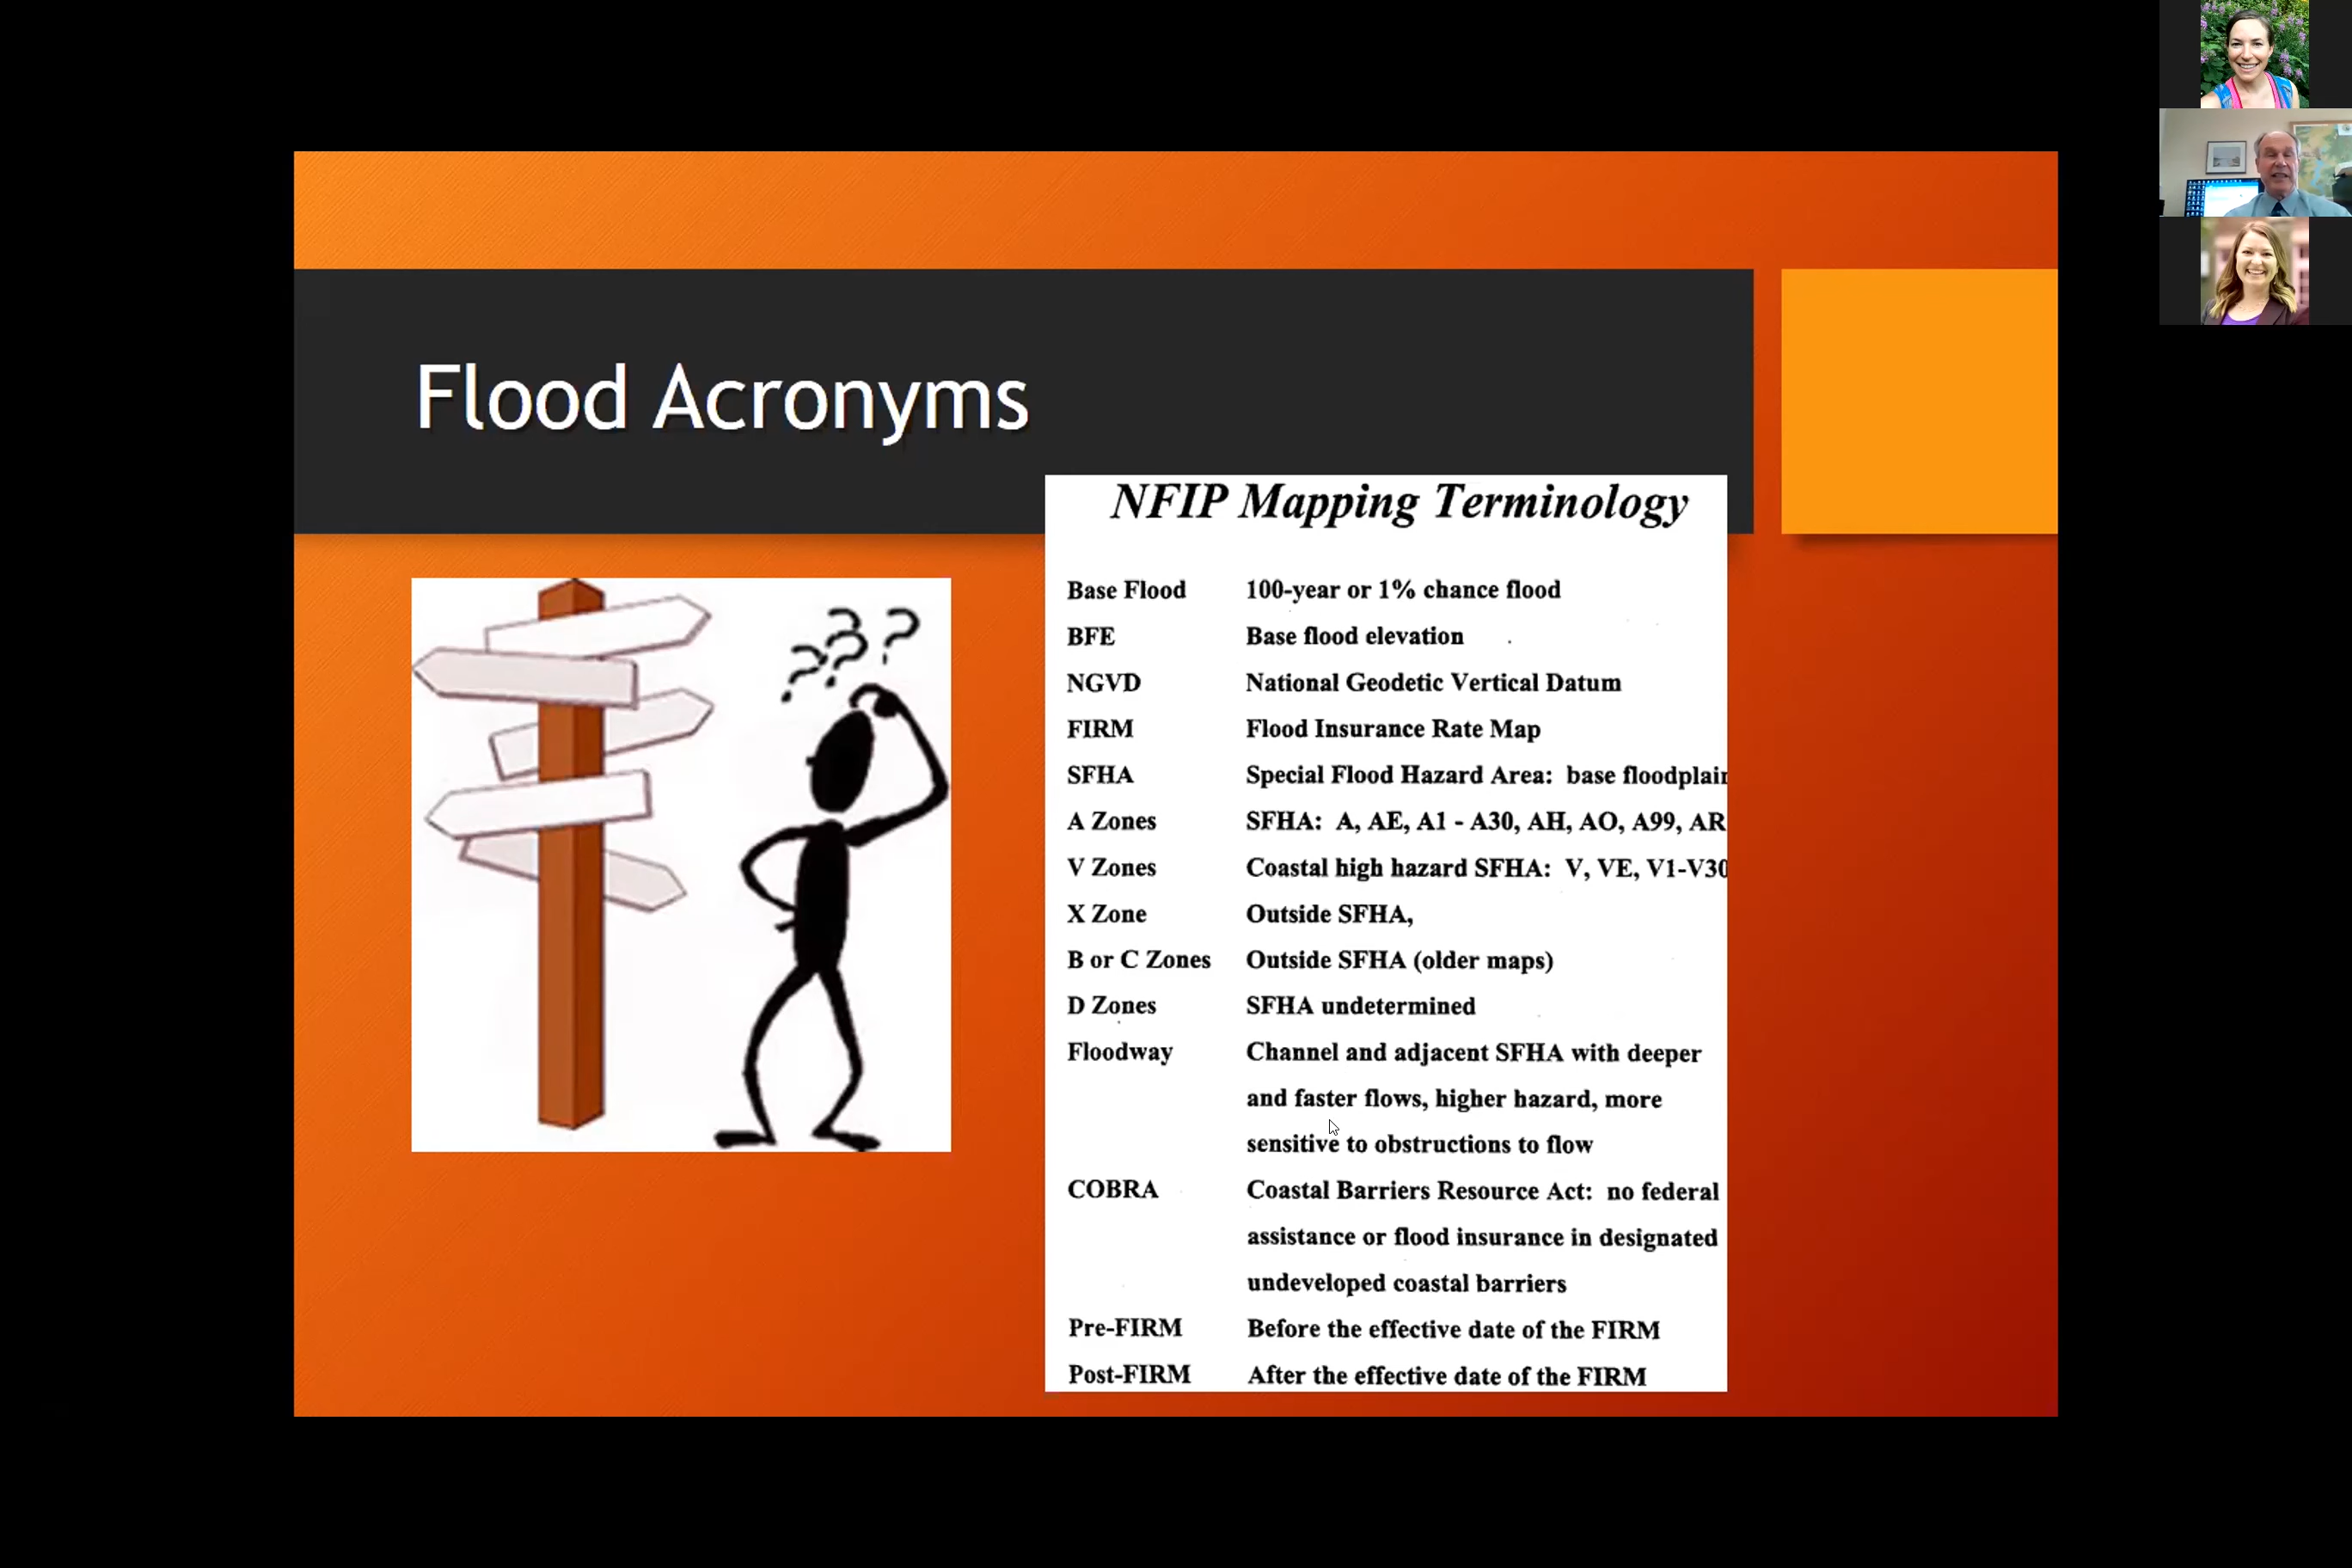 Flood Acronyms
NFIP Mapping Terminology
Base Flood 100-year or 1% chance flood
BFE Base flood elevation
NGVD National Geodetic Vertical Datum
FIRM Flood Insurance Rate Map
SFHA Special Flood Hazard Area: base floodplain
A Zones SFHA: A, AE, A1 - A30, AH, AO, A99, AR
V Zones Coastal high hazard SFHA: V, VE, V1-V30
X Zone Outside SFHA,
B or C Zones Outside SFHA (older maps)
D Zones SFHA undetermined
Floodway Channel and adjacent SFHA with deeper
and faster flows, higher hazard, more
sensitive to obstructions to flow
COBRA Coastal Barriers Resource Act: no federal
assistance or flood insurance in designated
undeveloped coastal barriers
Pre-FIRM Before the effective date of the FIRM
Post-FIRM After the effective date of the FIRM
? ? ? ?